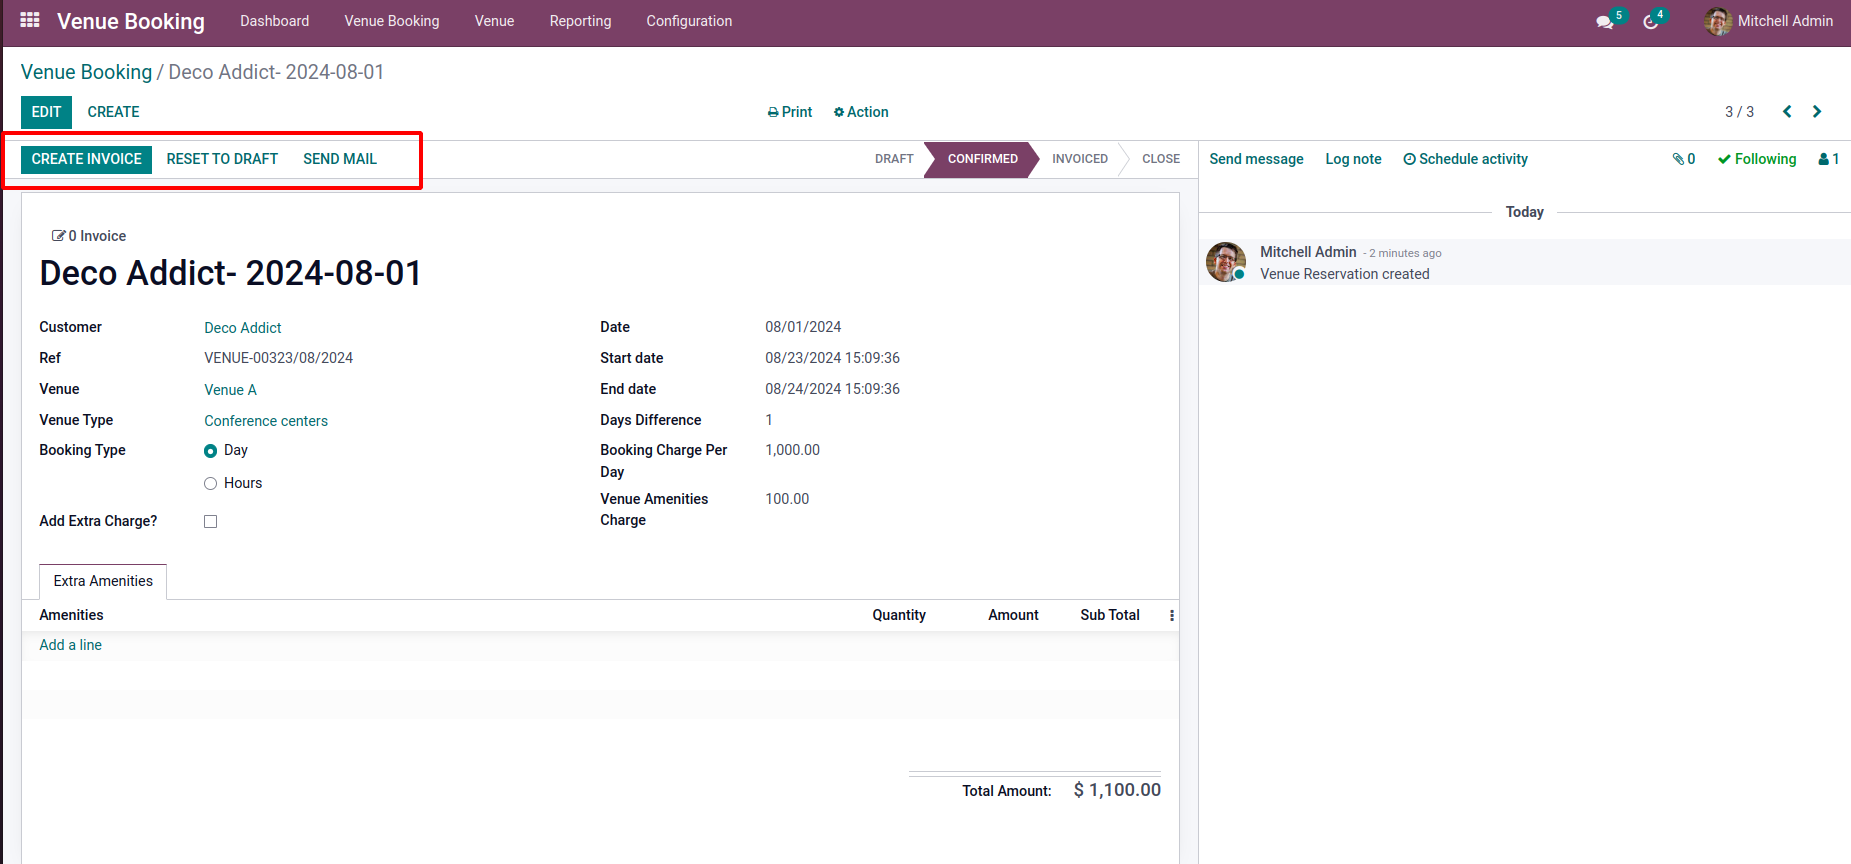 Venue Booking Dashboard Venue Booking Venue Reporting Configuration 5 4 Mitchell Admin
Venue Booking / Deco Addict- 2024-08-01
EDIT CREATE Print Action 3 / 3
CREATE INVOICE RESET TO DRAFT SEND MAIL DRAFT CONFIRMED INVOICED CLOSE
Send message Log note Schedule activity 0 Following 1
Today
Mitchell Admin - 2 minutes ago
Venue Reservation created
0 Invoice
Deco Addict- 2024-08-01
Customer Deco Addict
Ref VENUE-00323/08/2024
Venue Venue A
Venue Type Conference centers
Booking Type Day
Hours
Add Extra Charge?
Date 08/01/2024
Start date 08/23/2024 15:09:36
End date 08/24/2024 15:09:36
Days Difference 1
Booking Charge Per 1,000.00
Day
Venue Amenities 100.00
Charge
Extra Amenities
Amenities Quantity Amount Sub Total
Add a line
Total Amount: $ 1,100.00